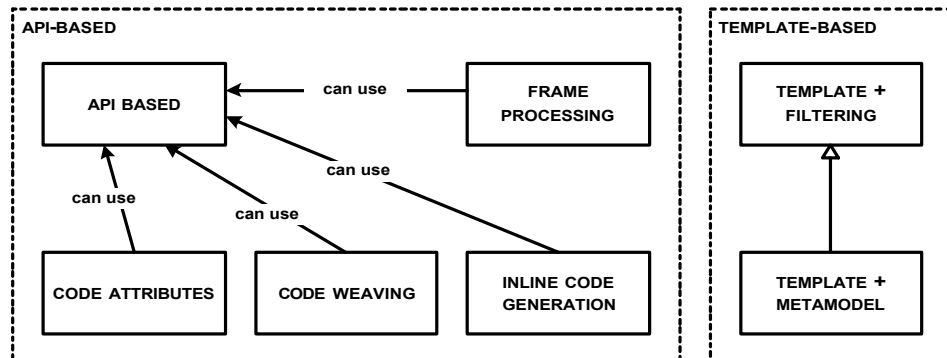 API-BASED
TEMPLATE-BASED
API BASED
can use
FRAME
PROCESSING
TEMPLATE +
FILTERING
can use
can use
can use
CODE ATTRIBUTES
CODE WEAVING
INLINE CODE
GENERATION
TEMPLATE +
METAMODEL